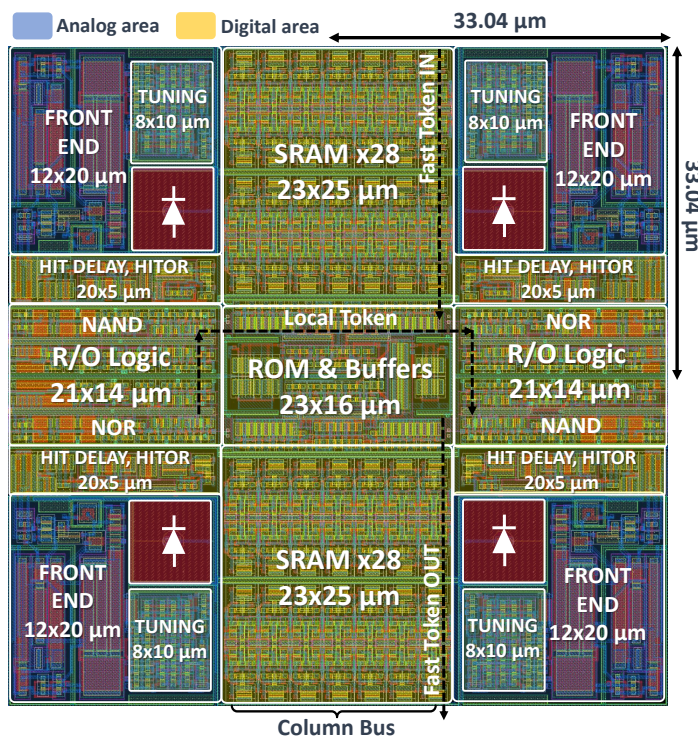 Analog area
Digital area
33.04 µm
FRONT
END
12x20 µm
TUNING
8x10 µm
SRAM x28
23x25 µm
Fast Token IN
TUNING
8x10 µm
FRONT
END
12x20 µm
33.04 µm
HIT DELAY, HITOR
20x5 µm
HIT DELAY, HITOR
20x5 µm
NAND
R/O Logic
21x14 µm
NOR
Local Token
ROM & Buffers
23x16 µm
NOR
R/O Logic
21x14 µm
NAND
HIT DELAY, HITOR
20x5 µm
HIT DELAY, HITOR
20x5 µm
FRONT
END
12x20 µm
TUNING
8x10 µm
SRAM x28
23x25 µm
Fast Token OUT
TUNING
8x10 µm
FRONT
END
12x20 µm
Column Bus